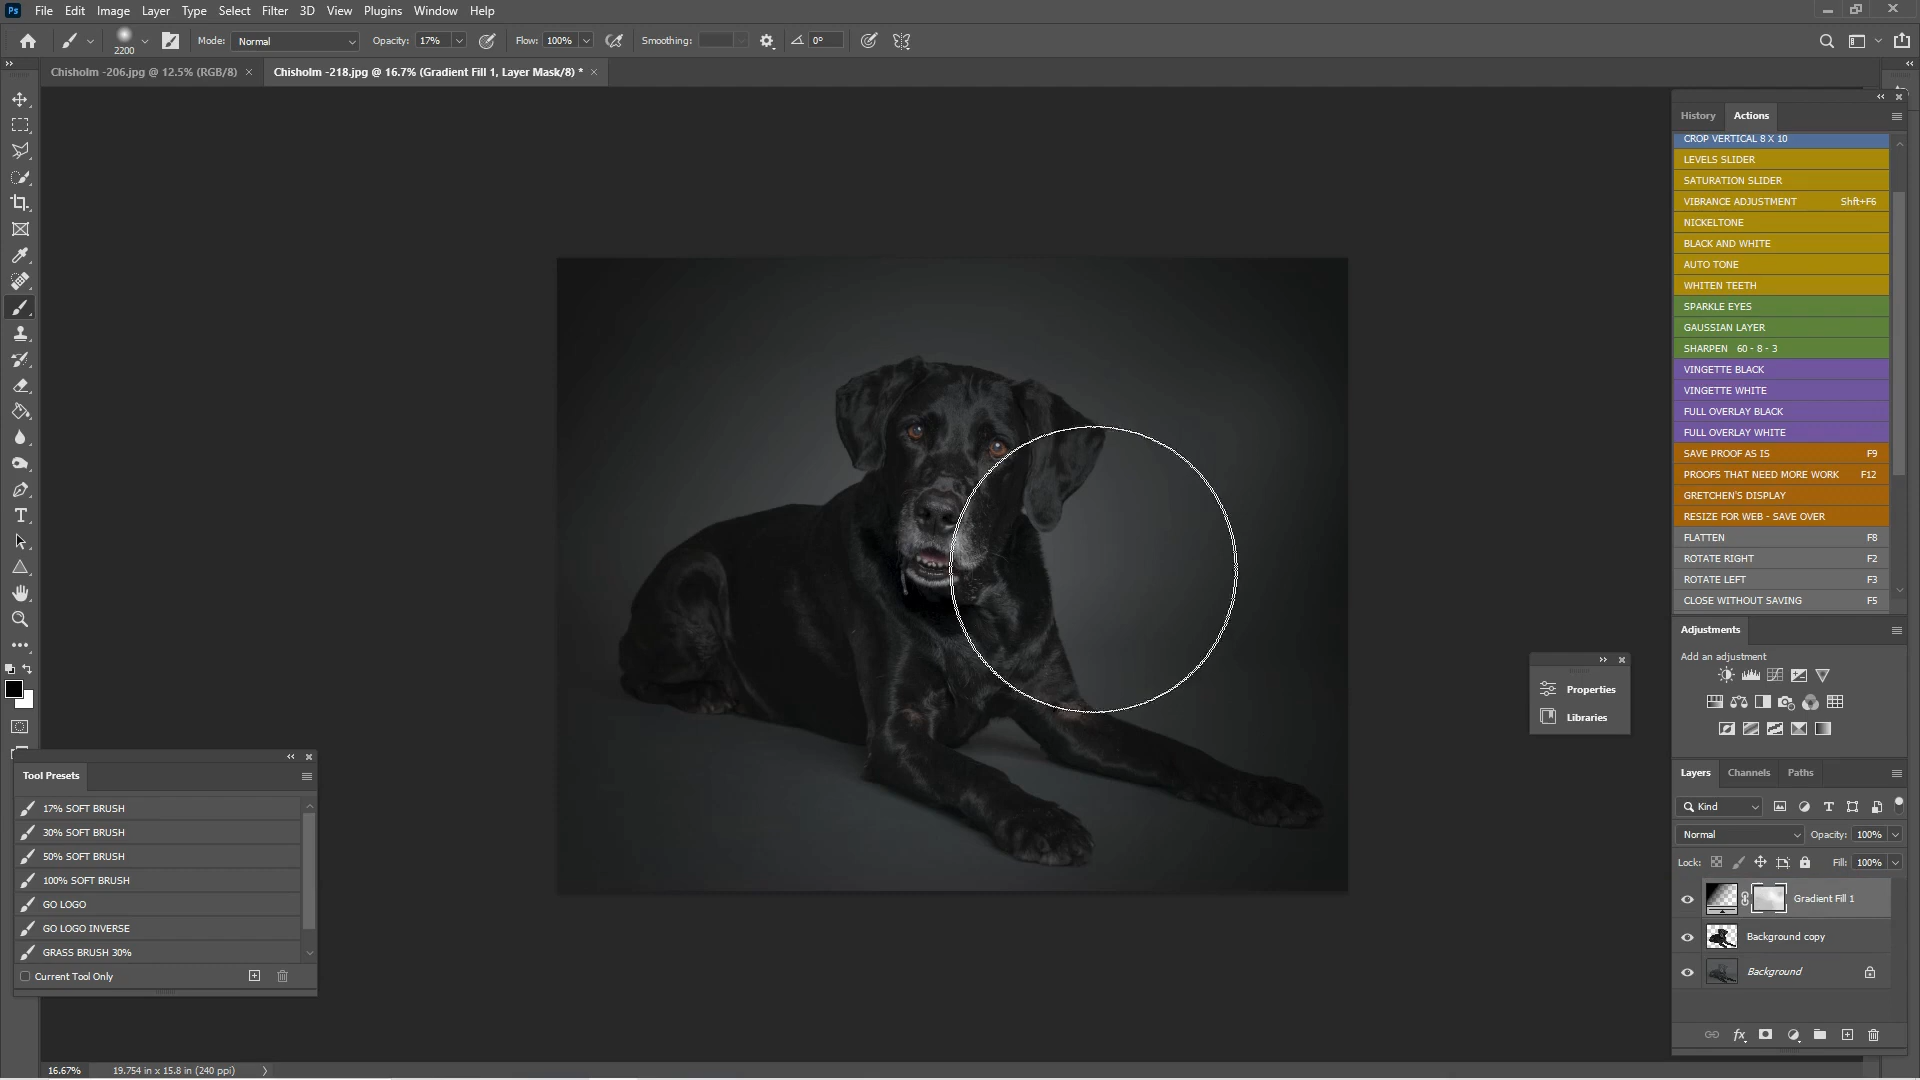 Ps File Edit Image Layer Type Select Filter 3D View Plugins Window Help
2200 Mode: Normal Opacity: 17% Flow: 100% Smoothing: 0°
Chisholm -206.jpg @ 12.5% (RGB/8) × Chisholm -218.jpg @ 16.7% (Gradient Fill 1, Layer Mask/8) * ×
History Actions
CROP VERTICAL 8 X 10
LEVELS SLIDER
SATURATION SLIDER
VIBRANCE ADJUSTMENT Shft+F6
NICKELTONE
BLACK AND WHITE
AUTO TONE
WHITEN TEETH
SPARKLE EYES
GAUSSIAN LAYER
SHARPEN 60 - 8 - 3
VINGETTE BLACK
VINGETTE WHITE
FULL OVERLAY BLACK
FULL OVERLAY WHITE
SAVE PROOF AS IS F9
PROOFS THAT NEED MORE WORK F12
GRETCHEN'S DISPLAY
RESIZE FOR WEB - SAVE OVER
FLATTEN F8
ROTATE RIGHT F2
ROTATE LEFT F3
CLOSE WITHOUT SAVING F5
Adjustments
Add an adjustment
Properties
Libraries
Layers Channels Paths
Kind
Normal Opacity: 100%
Lock: Fill: 100%
Gradient Fill 1
Background copy
Background
Tool Presets
17% SOFT BRUSH
30% SOFT BRUSH
50% SOFT BRUSH
100% SOFT BRUSH
GO LOGO
GO LOGO INVERSE
GRASS BRUSH 30%
Current Tool Only
16.67% 19.754 in x 15.8 in (240 ppi)